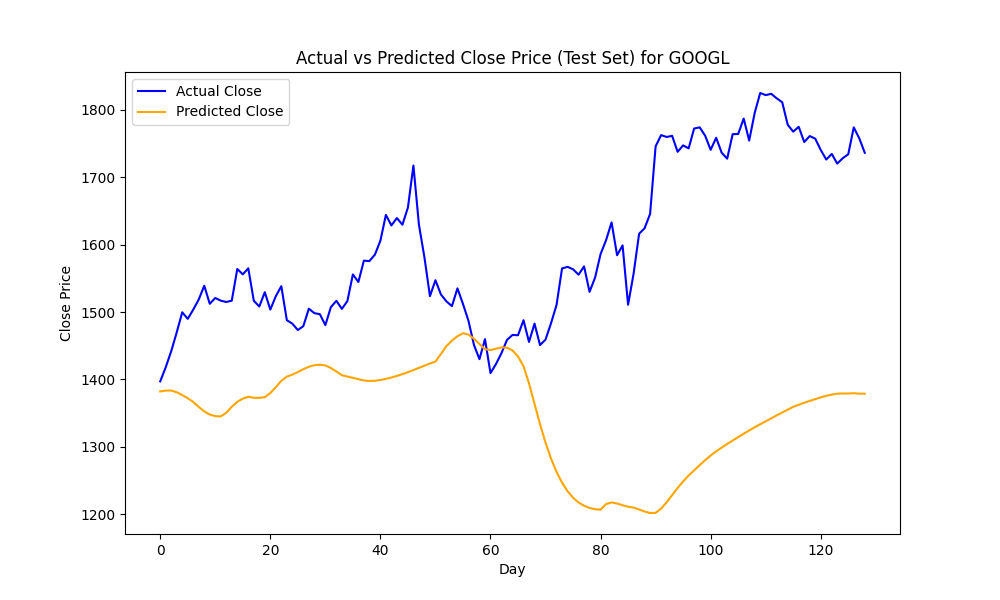 Actual vs Predicted Close Price (Test Set) for GOOGL
Actual Close
Predicted Close
1800
1700
1600
1500
1400
1300
1200
Close Price
0 20 40 60 80 100 120
Day